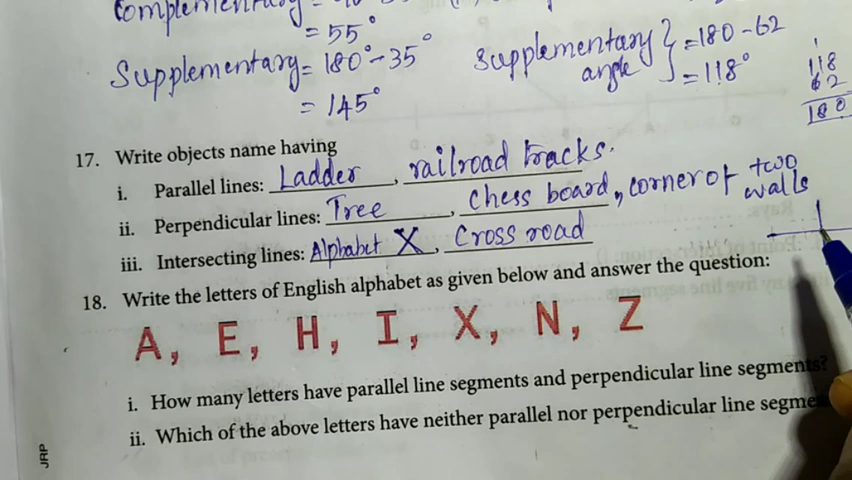 Complementary =
= 55°
Supplementary = 180° - 35°
= 145°
Supplementary angle } = 180 - 62
= 118°
1
118
62
180
17. Write objects name having
i. Parallel lines: Ladder, railroad tracks.
ii. Perpendicular lines: Tree, Chess board, corner of two walls
iii. Intersecting lines: Alphabet X, Cross road
18. Write the letters of English alphabet as given below and answer the question:
A, E, H, I, X, N, Z
i. How many letters have parallel line segments and perpendicular line segments?
ii. Which of the above letters have neither parallel nor perpendicular line
JRP